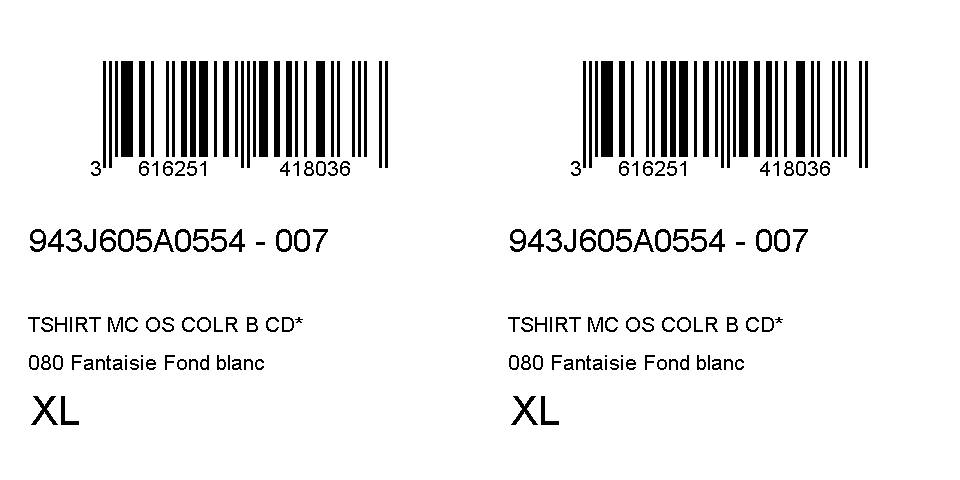 3 616251 418036
943J605A0554 - 007
TSHIRT MC OS COLR B CD*
080 Fantaisie Fond blanc
XL
3 616251 418036
943J605A0554 - 007
TSHIRT MC OS COLR B CD*
080 Fantaisie Fond blanc
XL